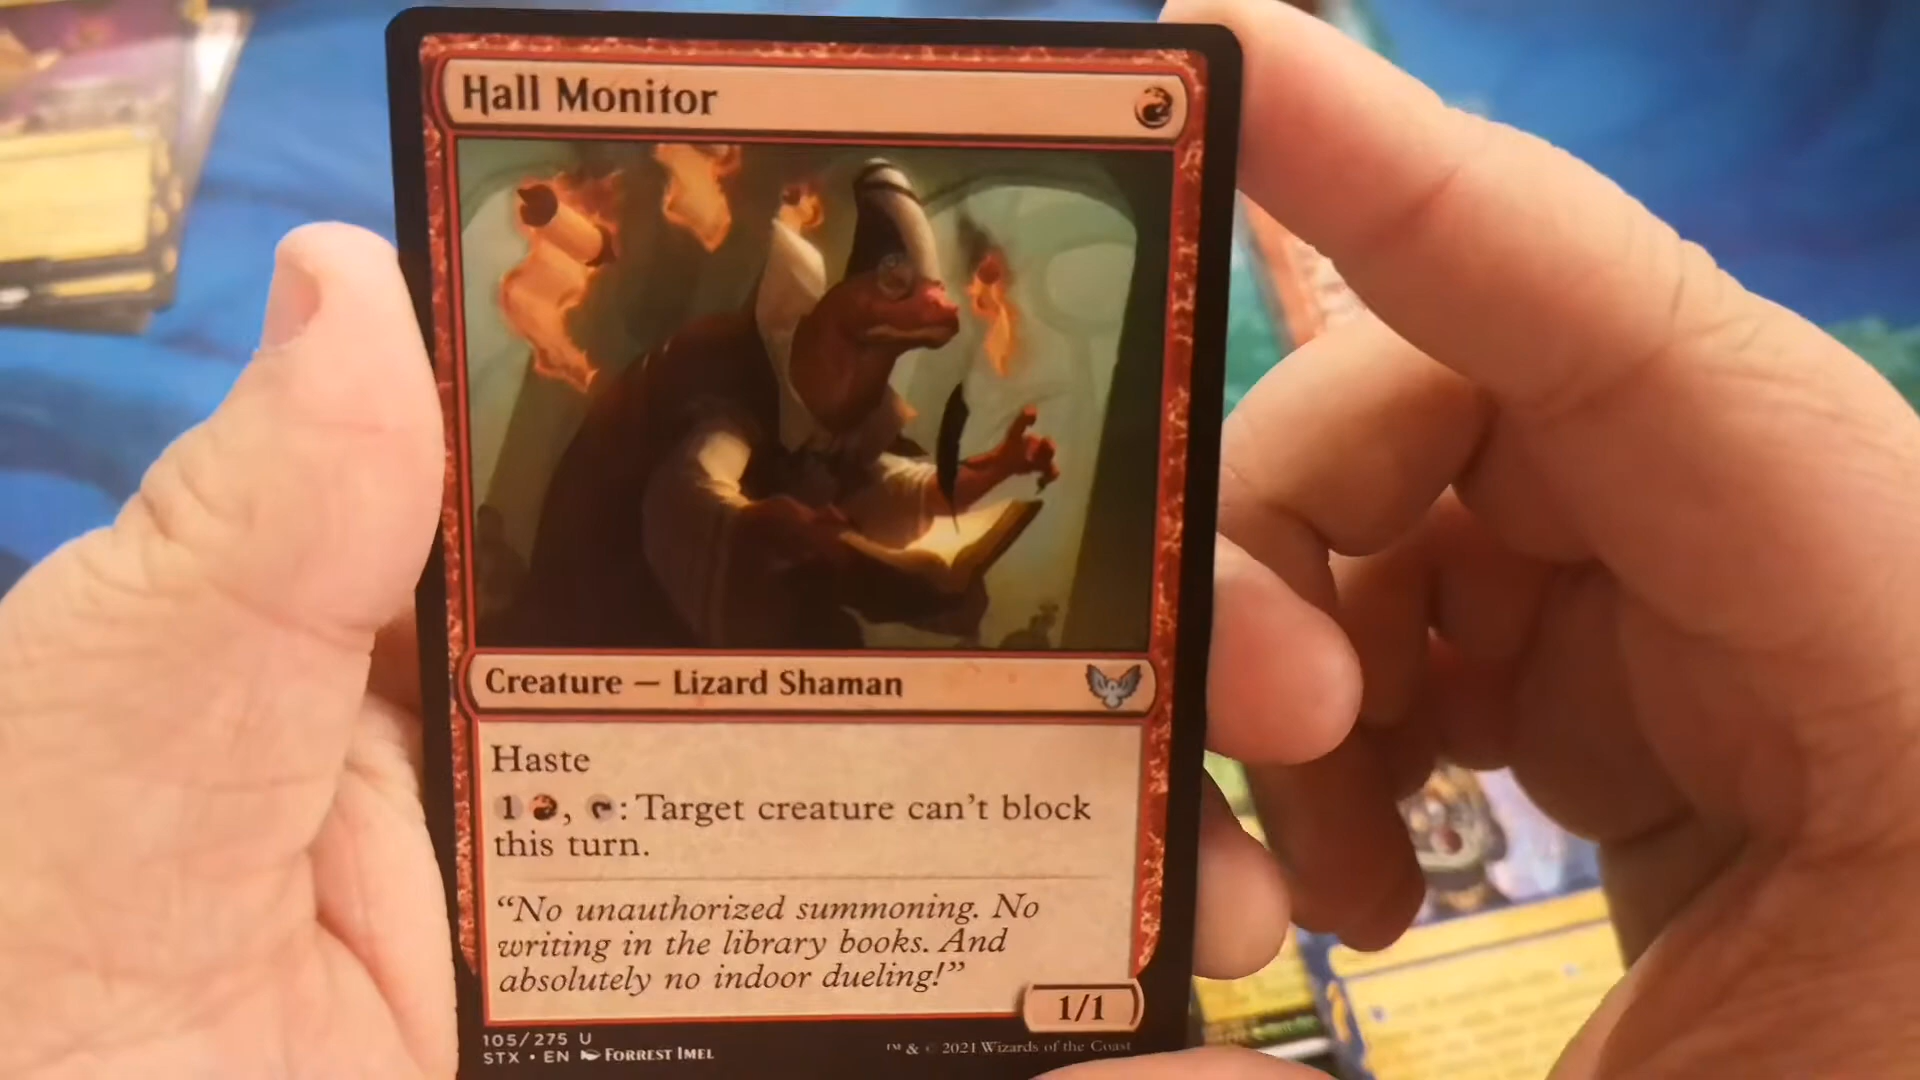 Hall Monitor
Creature — Lizard Shaman
Haste
1 , : Target creature can't block
this turn.
“No unauthorized summoning. No
writing in the library books. And
absolutely no indoor dueling!”
1/1
105/275 U
STX • EN Forrest Imel
™ & © 2021 Wizards of the Coast